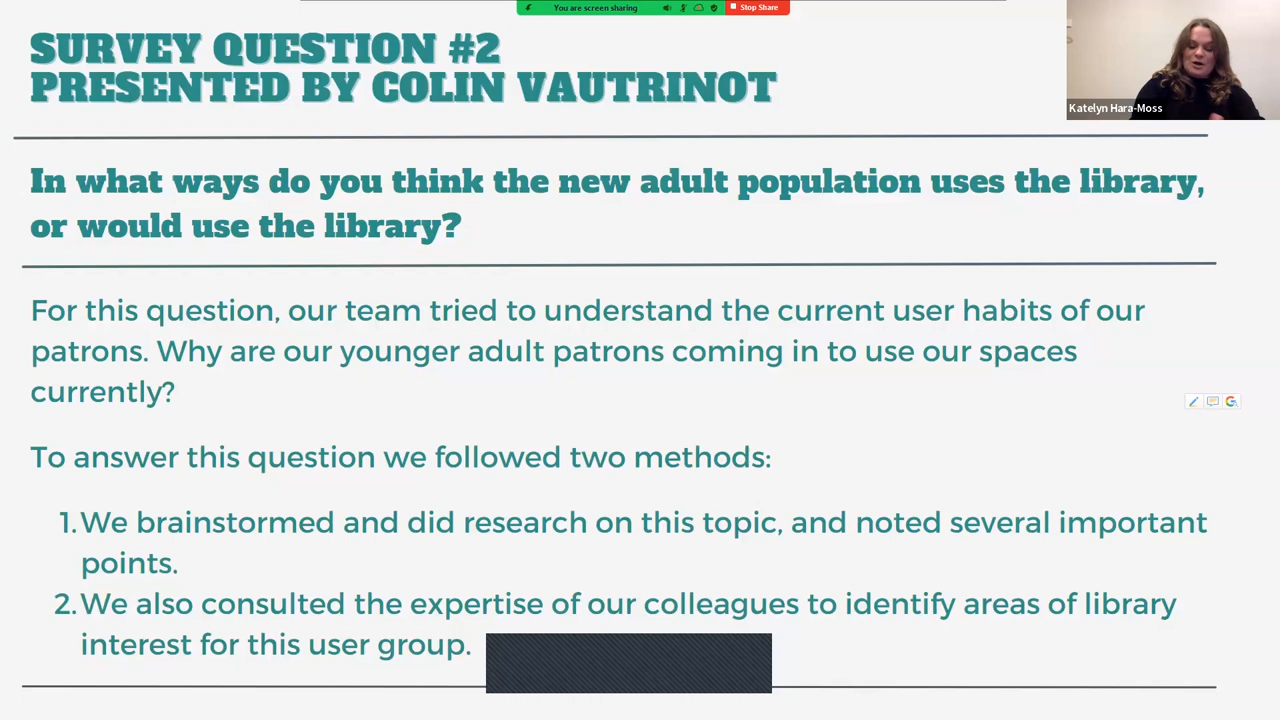 You are screen sharing
Stop Share
SURVEY QUESTION #2
PRESENTED BY COLIN VAUTRINOT
Katelyn Hara-Moss
In what ways do you think the new adult population uses the library,
or would use the library?
For this question, our team tried to understand the current user habits of our
patrons. Why are our younger adult patrons coming in to use our spaces
currently?
To answer this question we followed two methods:
1. We brainstormed and did research on this topic, and noted several important
points.
2. We also consulted the expertise of our colleagues to identify areas of library
interest for this user group.